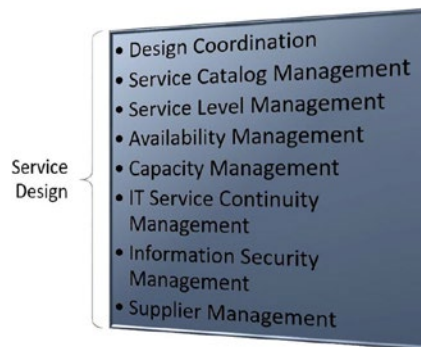 Service
Design
• Design Coordination
• Service Catalog Management
• Service Level Management
• Availability Management
• Capacity Management
• IT Service Continuity
Management
• Information Security
Management
• Supplier Management